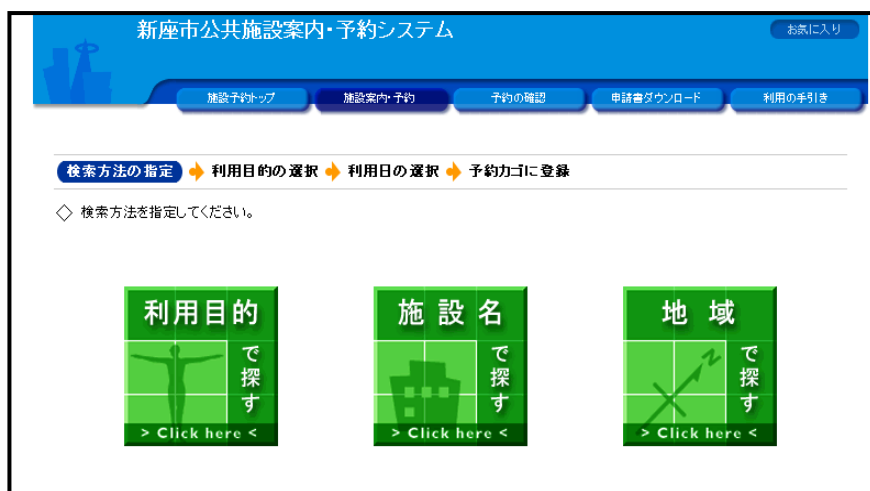 新座市公共施設案内・予約システム
お気に入り
施設予約トップ 施設案内・予約 予約の確認 申請書ダウンロード 利用の手引き
検索方法の指定 利用目的の選択 利用日の選択 予約カゴに登録
◇ 検索方法を指定してください。
利用目的
で探す
> Click here <
施設名
で探す
> Click here <
地域
で探す
> Click here <
N